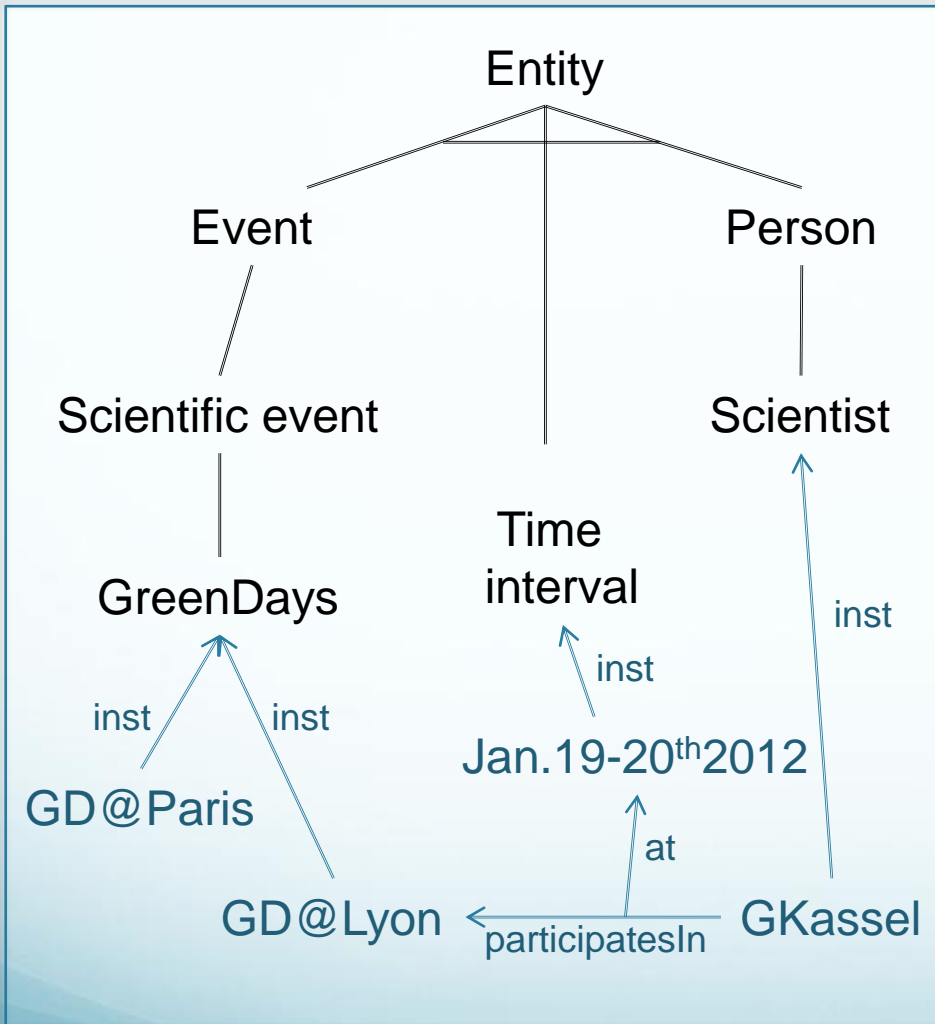 Entity
Event
Person
Scientific event
Scientist
Time
interval
GreenDays
inst
inst
inst
inst
Jan.19-20th2012
GD@Paris
at
GD@Lyon
participatesIn
GKassel